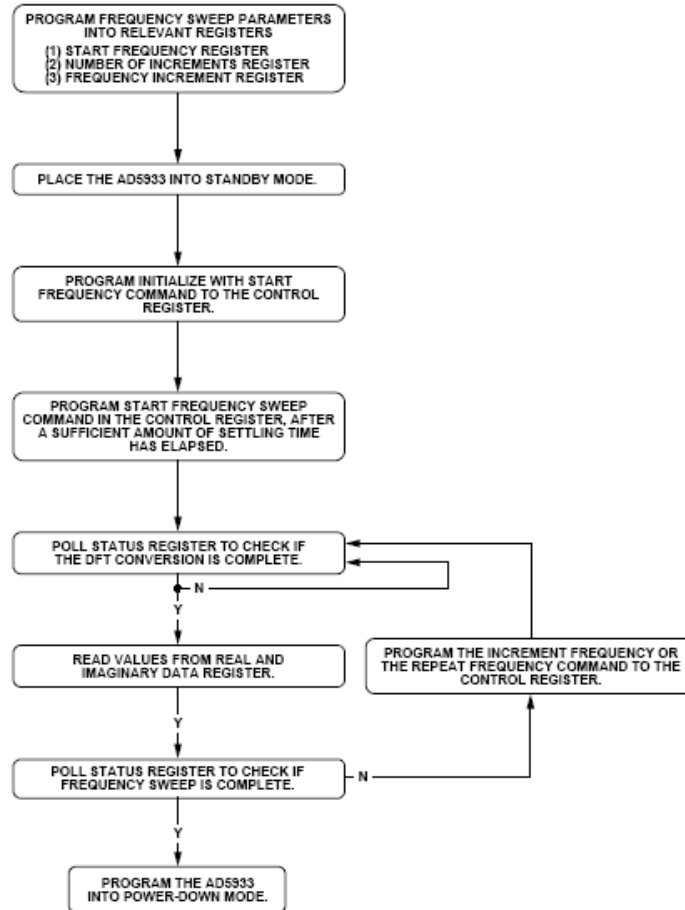 PROGRAM FREQUENCY SWEEP PARAMETERS
INTO RELEVANT REGISTERS
(1) START FREQUENCY REGISTER
(2) NUMBER OF INCREMENTS REGISTER
(3) FREQUENCY INCREMENT REGISTER
PLACE THE AD5933 INTO STANDBY MODE.
PROGRAM INITIALIZE WITH START
FREQUENCY COMMAND TO THE CONTROL
REGISTER.
PROGRAM START FREQUENCY SWEEP
COMMAND IN THE CONTROL REGISTER, AFTER
A SUFFICIENT AMOUNT OF SETTLING TIME
HAS ELAPSED.
POLL STATUS REGISTER TO CHECK IF
THE DFT CONVERSION IS COMPLETE.
N
Y
READ VALUES FROM REAL AND
IMAGINARY DATA REGISTER.
PROGRAM THE INCREMENT FREQUENCY OR
THE REPEAT FREQUENCY COMMAND TO THE
CONTROL REGISTER.
Y
POLL STATUS REGISTER TO CHECK IF
FREQUENCY SWEEP IS COMPLETE.
N
Y
PROGRAM THE AD5933
INTO POWER-DOWN MODE.